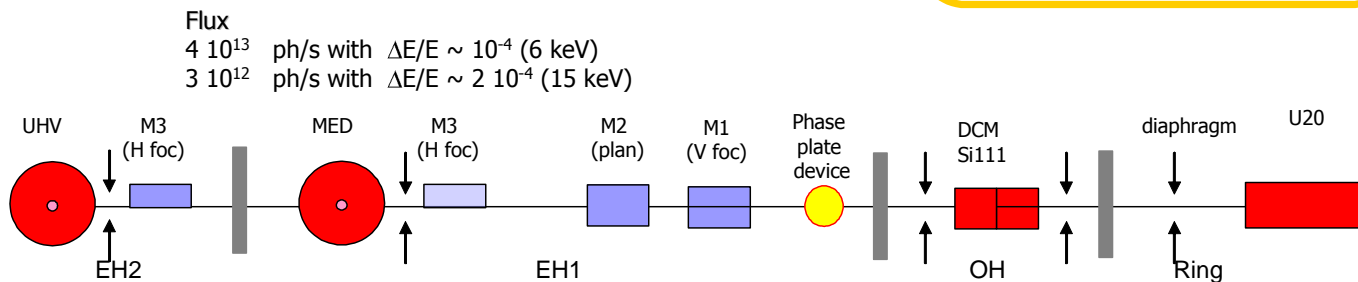 Flux
4 10¹³ ph/s with ΔE/E ~ 10⁻⁴ (6 keV)
3 10¹² ph/s with ΔE/E ~ 2 10⁻⁴ (15 keV)
UHV
M3
(H foc)
MED
M3
(H foc)
M2
(plan)
M1
(V foc)
Phase
plate
device
DCM
Si111
diaphragm
U20
EH2
EH1
OH
Ring